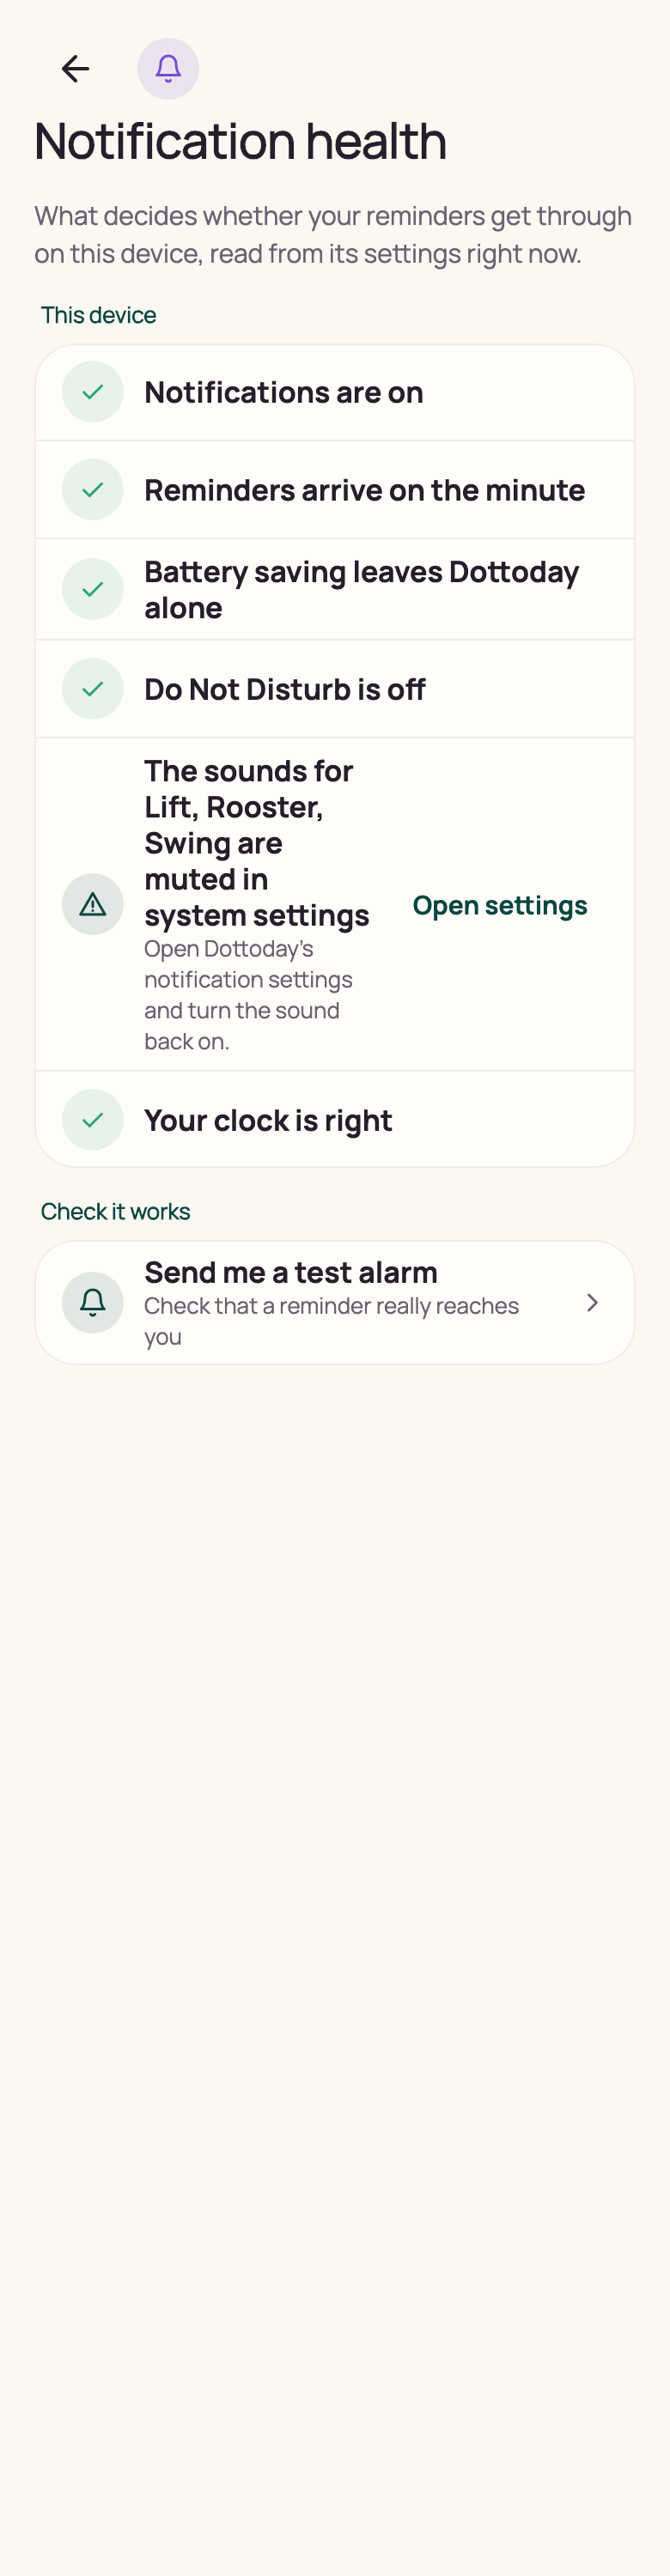 Notification health
What decides whether your reminders get through
on this device, read from its settings right now.
This device
Notifications are on
Reminders arrive on the minute
Battery saving leaves Dottoday
alone
Do Not Disturb is off
The sounds for
Lift, Rooster,
Swing are
muted in
system settings
Open Dottoday’s
notification settings
and turn the sound
back on.
Open settings
Your clock is right
Check it works
Send me a test alarm
Check that a reminder really reaches
you